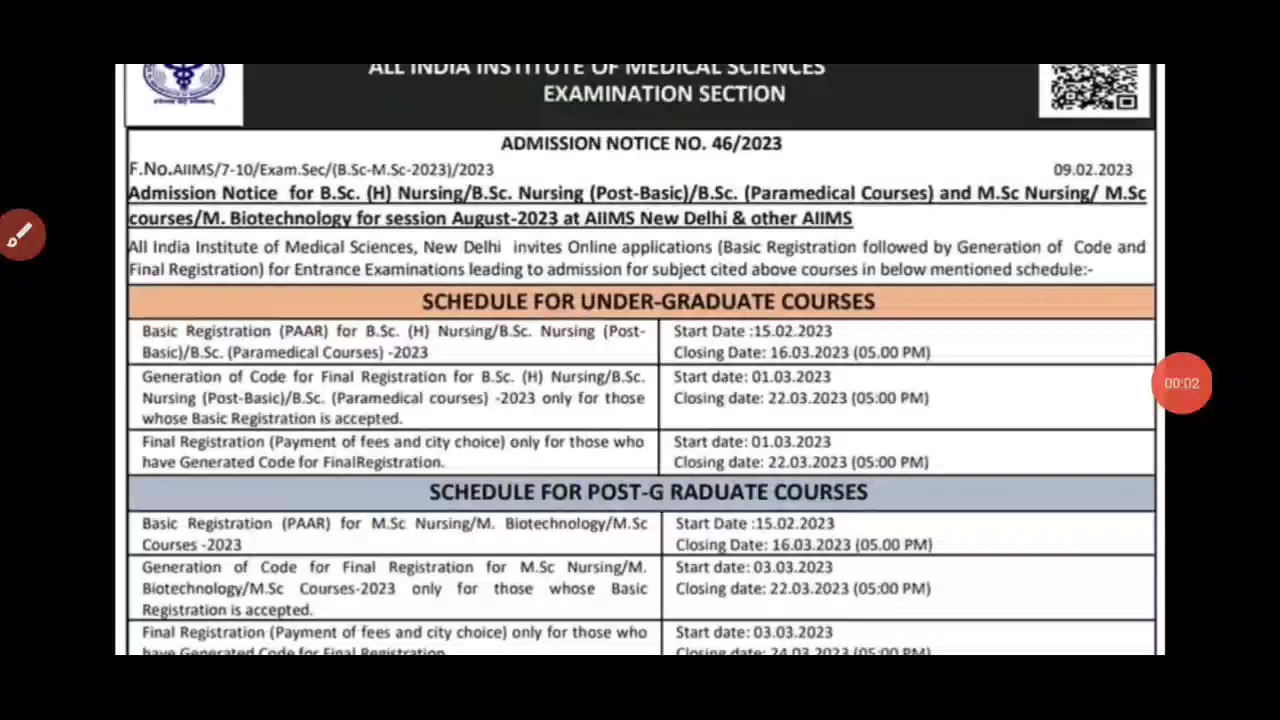 ALL INDIA INSTITUTE OF MEDICAL SCIENCES
EXAMINATION SECTION
ADMISSION NOTICE NO. 46/2023
F.No.AIIMS/7-10/Exam.Sec/(B.Sc-M.Sc-2023)/2023 09.02.2023
Admission Notice for B.Sc. (H) Nursing/B.Sc. Nursing (Post-Basic)/B.Sc. (Paramedical Courses) and M.Sc Nursing/ M.Sc
courses/M. Biotechnology for session August-2023 at AIIMS New Delhi & other AIIMS
All India Institute of Medical Sciences, New Delhi invites Online applications (Basic Registration followed by Generation of Code and
Final Registration) for Entrance Examinations leading to admission for subject cited above courses in below mentioned schedule:-
SCHEDULE FOR UNDER-GRADUATE COURSES
Basic Registration (PAAR) for B.Sc. (H) Nursing/B.Sc. Nursing (Post-
Basic)/B.Sc. (Paramedical Courses) -2023
Start Date :15.02.2023
Closing Date: 16.03.2023 (05.00 PM)
Generation of Code for Final Registration for B.Sc. (H) Nursing/B.Sc.
Nursing (Post-Basic)/B.Sc. (Paramedical courses) -2023 only for those
whose Basic Registration is accepted.
Start date: 01.03.2023
Closing date: 22.03.2023 (05:00 PM)
Final Registration (Payment of fees and city choice) only for those who
have Generated Code for FinalRegistration.
Start date: 01.03.2023
Closing date: 22.03.2023 (05:00 PM)
SCHEDULE FOR POST-G RADUATE COURSES
Basic Registration (PAAR) for M.Sc Nursing/M. Biotechnology/M.Sc
Courses -2023
Start Date :15.02.2023
Closing Date: 16.03.2023 (05.00 PM)
Generation of Code for Final Registration for M.Sc Nursing/M.
Biotechnology/M.Sc Courses-2023 only for those whose Basic
Registration is accepted.
Start date: 03.03.2023
Closing date: 22.03.2023 (05:00 PM)
Final Registration (Payment of fees and city choice) only for those who
have Generated Code for Final Registration
Start date: 03.03.2023
Closing date: 24.03.2023 (05:00 PM)
00:02